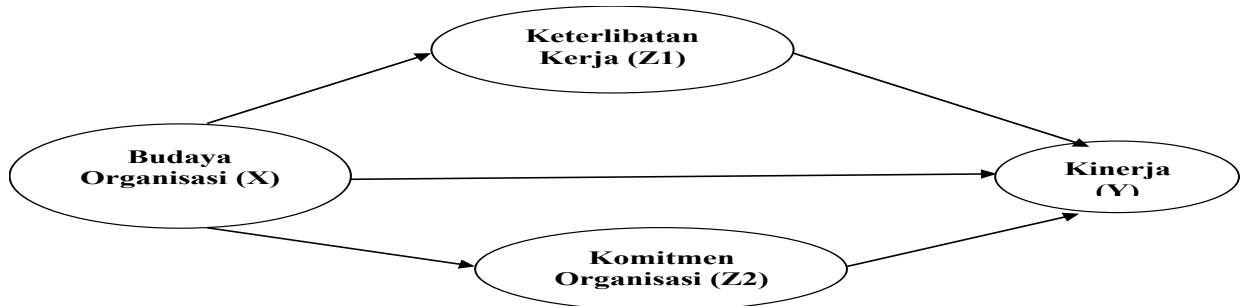 Keterlibatan
Kerja (Z1)
Budaya
Organisasi (X)
Kinerja
(Y)
Komitmen
Organisasi (Z2)